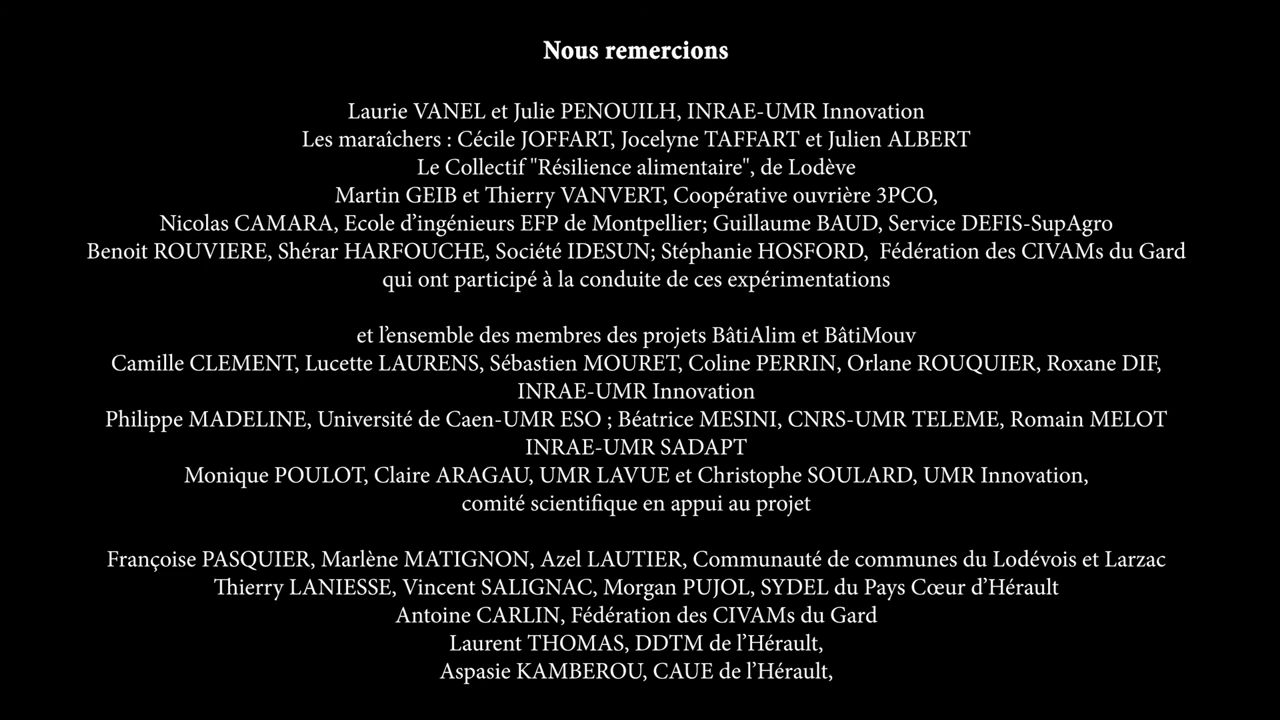 Nous remercions
Laurie VANEL et Julie PENOUILH, INRAE-UMR Innovation
Les maraîchers : Cécile JOFFART, Jocelyne TAFFART et Julien ALBERT
Le Collectif "Résilience alimentaire", de Lodève
Martin GEIB et Thierry VANVERT, Coopérative ouvrière 3PCO,
Nicolas CAMARA, Ecole d’ingénieurs EFP de Montpellier; Guillaume BAUD, Service DEFIS-SupAgro
Benoit ROUVIERE, Shérar HARFOUCHE, Société IDESUN; Stéphanie HOSFORD,  Fédération des CIVAMs du Gard
qui ont participé à la conduite de ces expérimentations
et l’ensemble des membres des projets BâtiAlim et BâtiMouv
Camille CLEMENT, Lucette LAURENS, Sébastien MOURET, Coline PERRIN, Orlane ROUQUIER, Roxane DIF,
INRAE-UMR Innovation
Philippe MADELINE, Université de Caen-UMR ESO ; Béatrice MESINI, CNRS-UMR TELEME, Romain MELOT
INRAE-UMR SADAPT
Monique POULOT, Claire ARAGAU, UMR LAVUE et Christophe SOULARD, UMR Innovation,
comité scientifique en appui au projet
Françoise PASQUIER, Marlène MATIGNON, Azel LAUTIER, Communauté de communes du Lodévois et Larzac
Thierry LANIESSE, Vincent SALIGNAC, Morgan PUJOL, SYDEL du Pays Cœur d’Hérault
Antoine CARLIN, Fédération des CIVAMs du Gard
Laurent THOMAS, DDTM de l’Hérault,
Aspasie KAMBEROU, CAUE de l’Hérault,